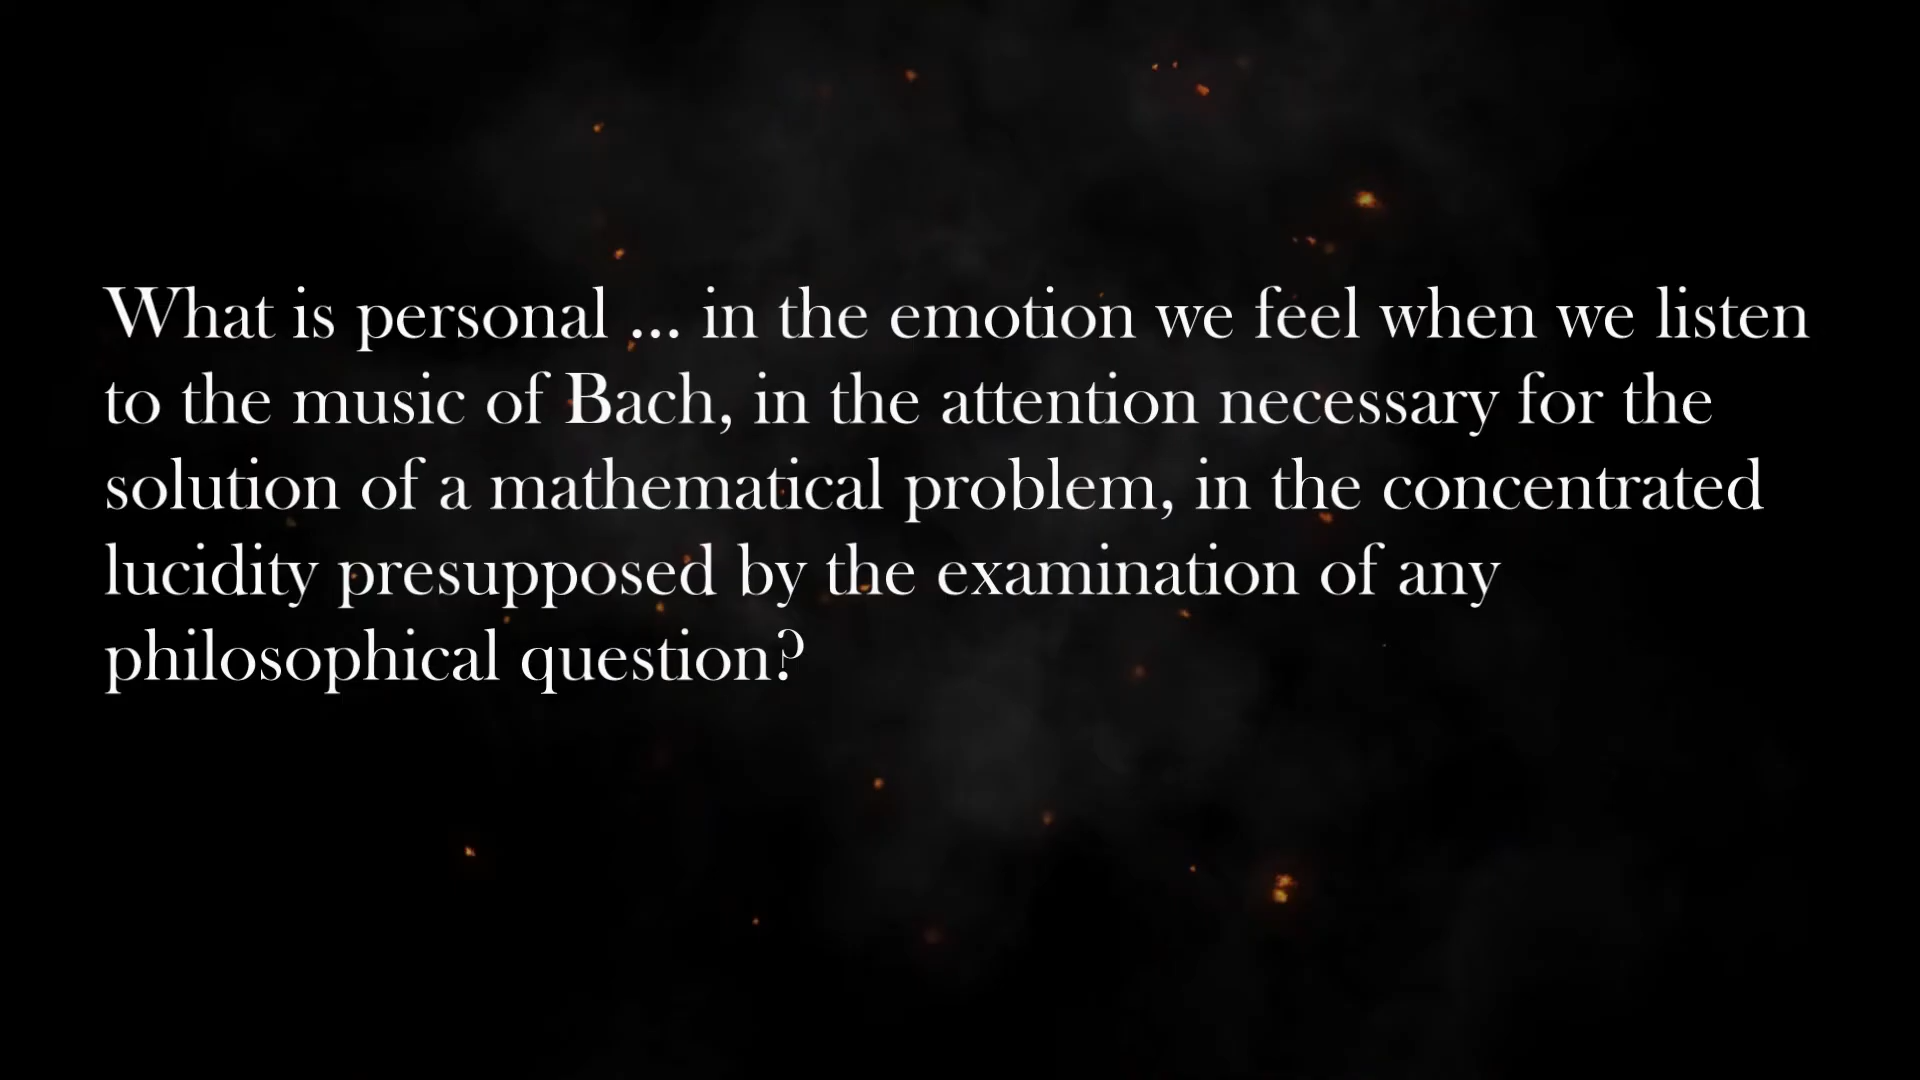 What is personal ... in the emotion we feel when we listen
to the music of Bach, in the attention necessary for the
solution of a mathematical problem, in the concentrated
lucidity presupposed by the examination of any
philosophical question?